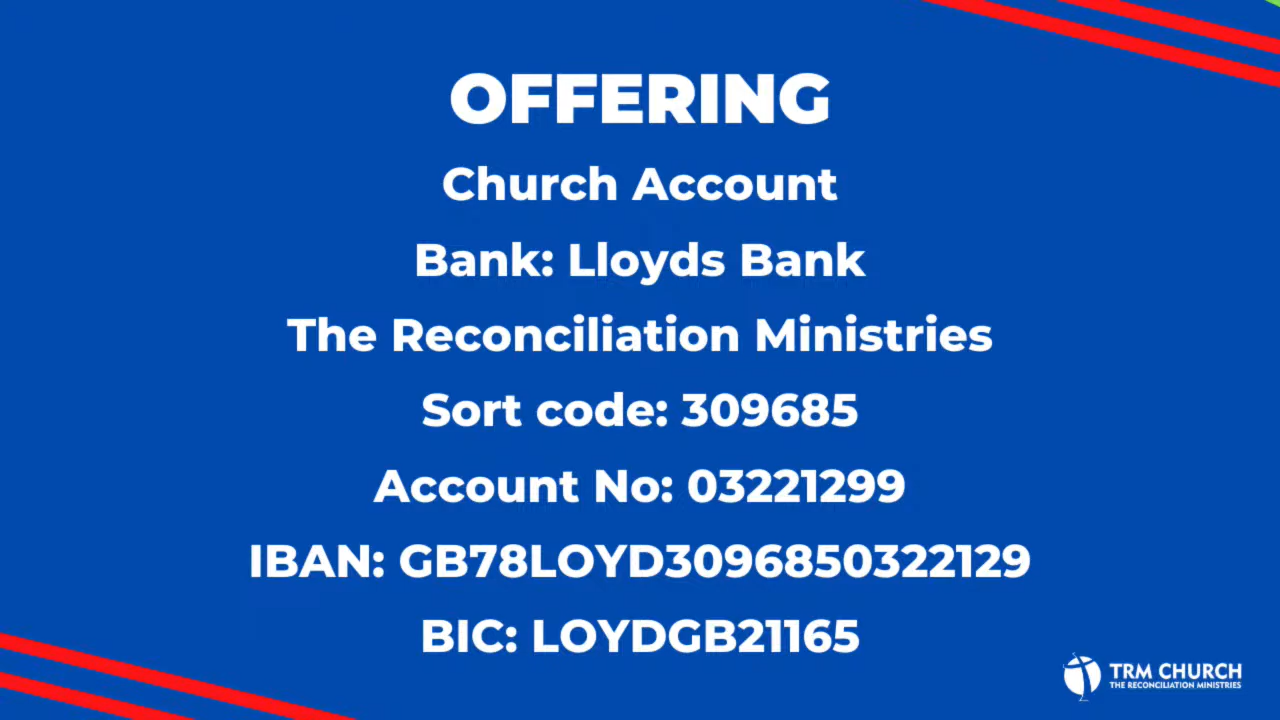 OFFERING
Church Account
Bank: Lloyds Bank
The Reconciliation Ministries
Sort code: 309685
Account No: 03221299
IBAN: GB78LOYD3096850322129
BIC: LOYDGB21165
TRM CHURCH
THE RECONCILIATION MINISTRIES